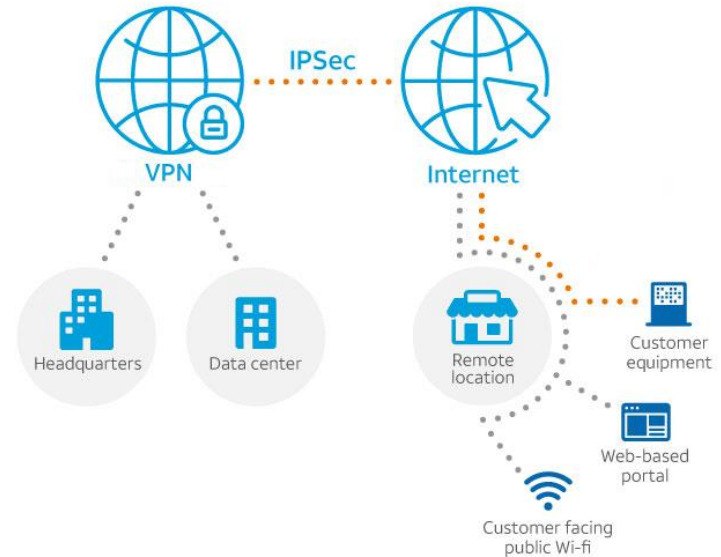 IPSec
VPN
Internet
Headquarters
Data center
Remote
location
Customer
equipment
Web-based
portal
Customer facing
public Wi-fi